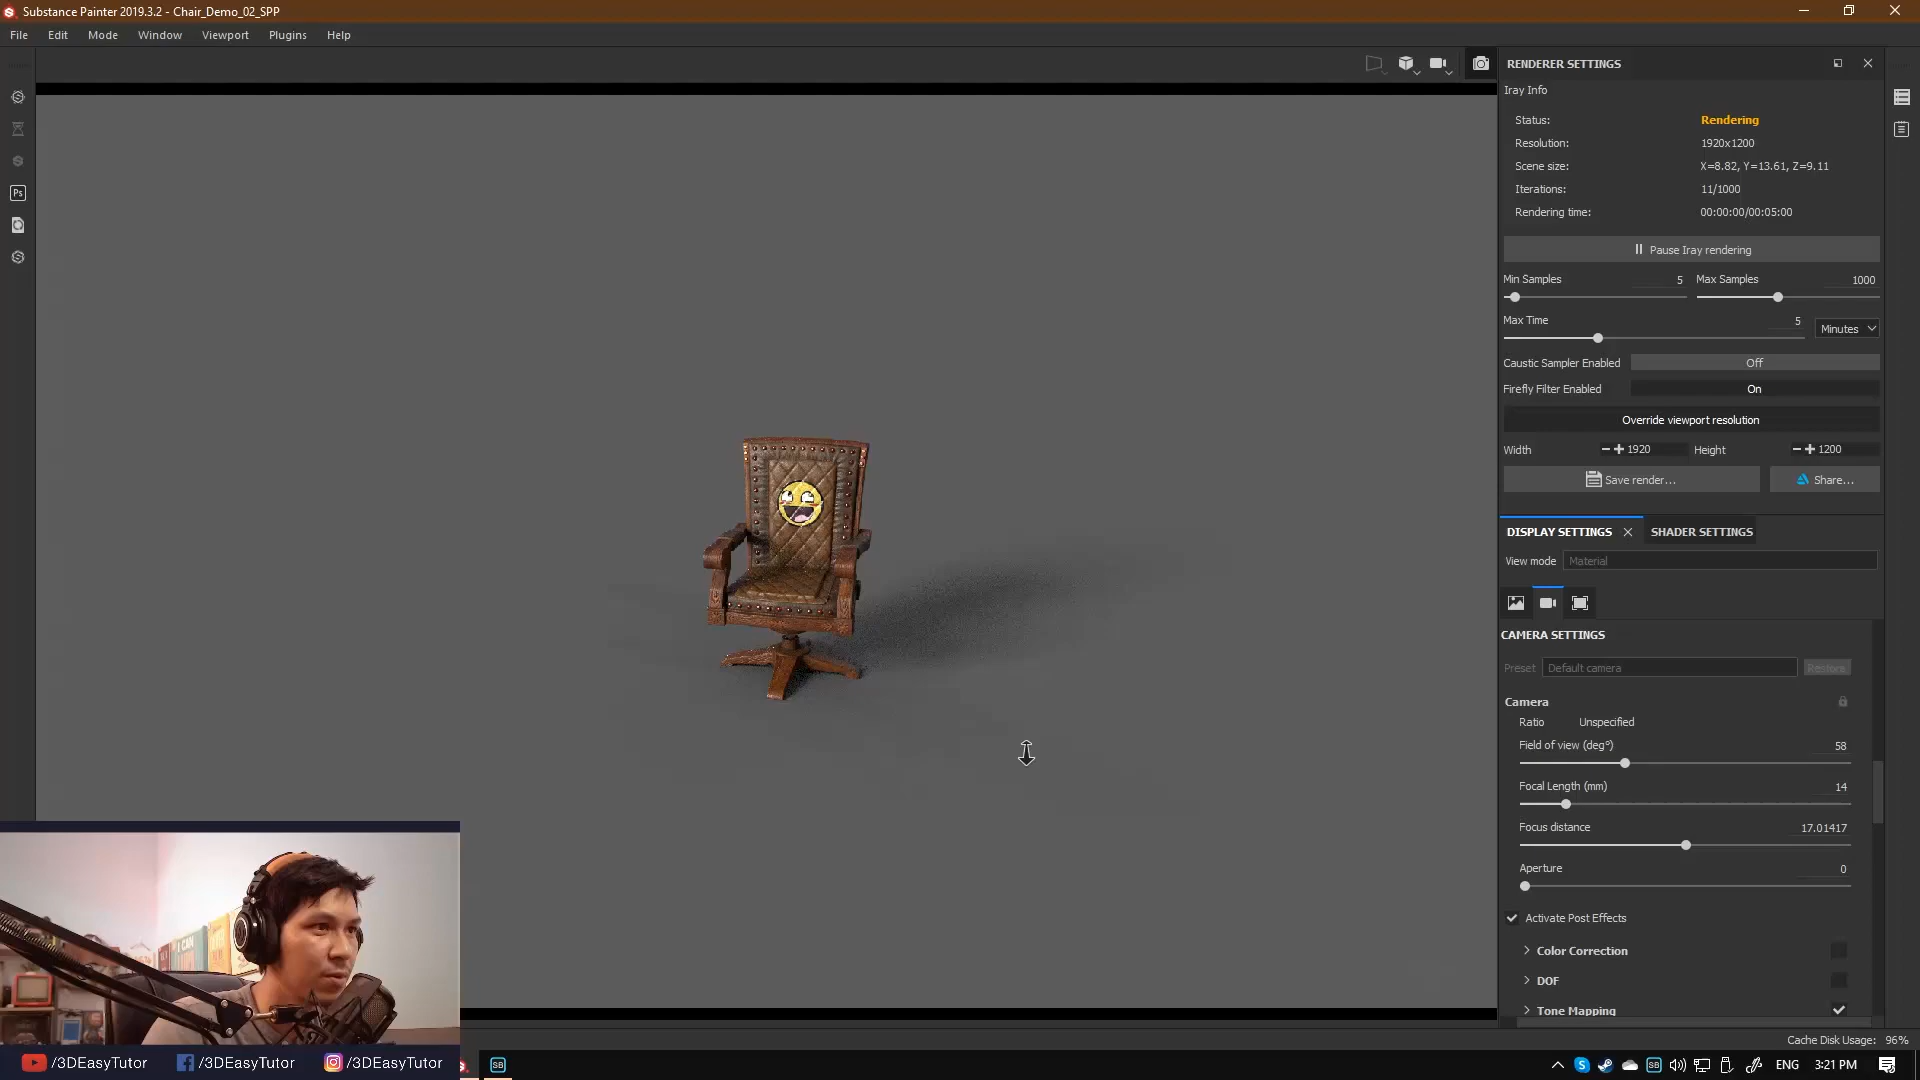 Substance Painter 2019.3.2 - Chair_Demo_02_SPP
File Edit Mode Window Viewport Plugins Help
RENDERER SETTINGS
Iray Info
Status: Rendering
Resolution: 1920x1200
Scene size: X=8.82, Y=13.61, Z=9.11
Iterations: 11/1000
Rendering time: 00:00:00/00:05:00
Pause Iray rendering
Min Samples 5 Max Samples 1000
Max Time 5 Minutes
Caustic Sampler Enabled Off
Firefly Filter Enabled On
Override viewport resolution
Width 1920 Height 1200
Save render... Share...
DISPLAY SETTINGS SHADER SETTINGS
View mode Material
CAMERA SETTINGS
Preset Default camera Restore
Camera
Ratio Unspecified
Field of view (deg°) 58
Focal Length (mm) 14
Focus distance 17.01417
Aperture 0
Activate Post Effects
Color Correction
DOF
Tone Mapping
Cache Disk Usage: 96%
Ps
I CAN
/3DEasyTutor /3DEasyTutor /3DEasyTutor
SB
SB
ENG 3:21 PM